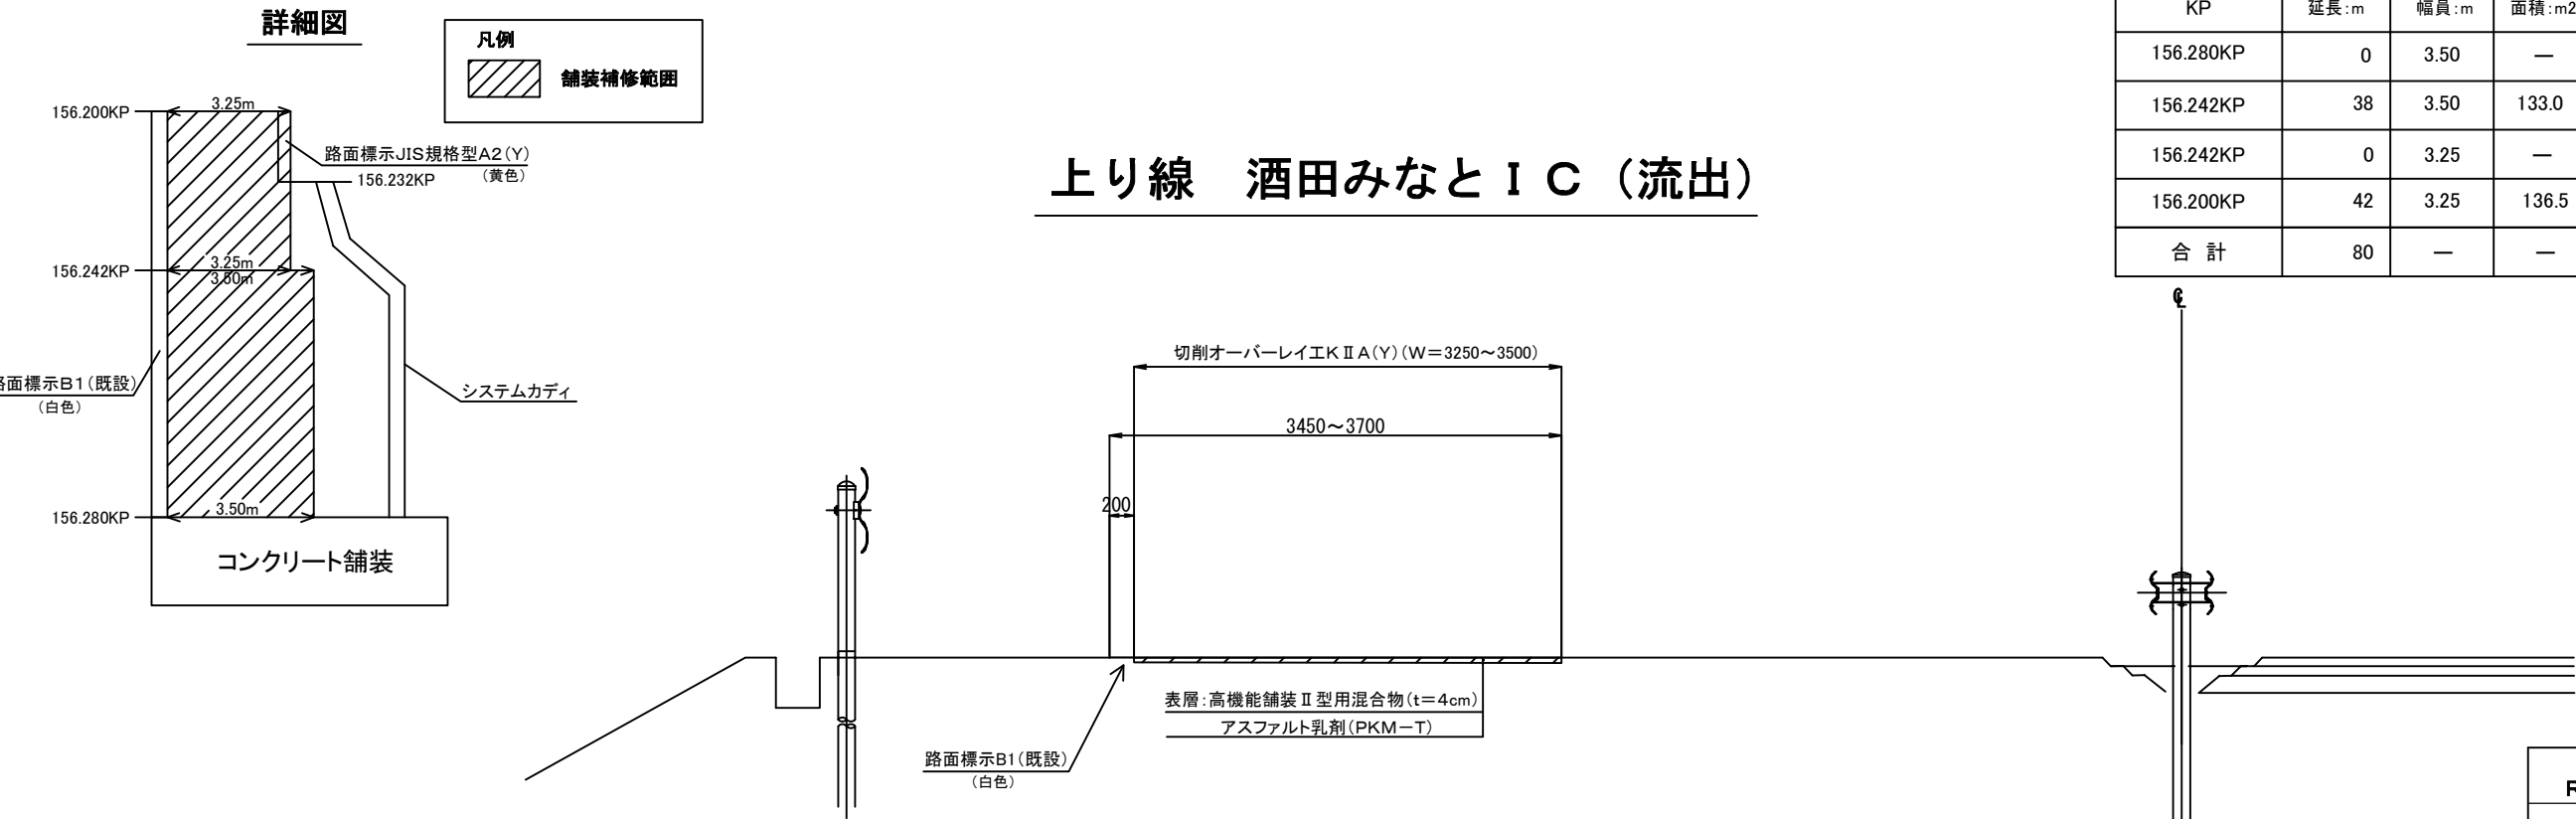 詳細図
凡例
舗装補修範囲
156.200KP
3.25m
路面標示JIS規格型A2(Y)
(黄色)
156.232KP
156.242KP
3.25m
3.50m
路面標示B1(既設)
(白色)
システムカディ
156.280KP
3.50m
コンクリート舗装
上り線 酒田みなとIC(流出)
KP 延長:m 幅員:m 面積:m2
156.280KP 0 3.50 —
156.242KP 38 3.50 133.0
156.242KP 0 3.25 —
156.200KP 42 3.25 136.5
合計 80 — —
CL
切削オーバーレイ工KⅡA(Y)(W=3250~3500)
3450~3700
200
表層:高機能舗装Ⅱ型用混合物(t=4cm)
アスファルト乳剤(PKM-T)
路面標示B1(既設)
(白色)